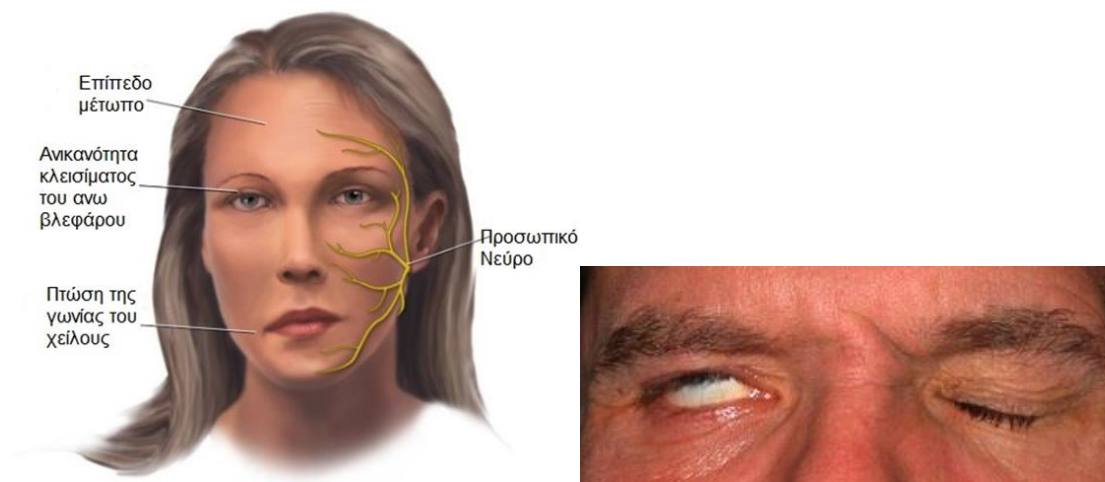 Επίπεδο
μέτωπο
Ανικανότητα
κλεισίματος
του ανω
βλεφάρου
Προσωπικό
Νεύρο
Πτώση της
γωνίας του
χείλους